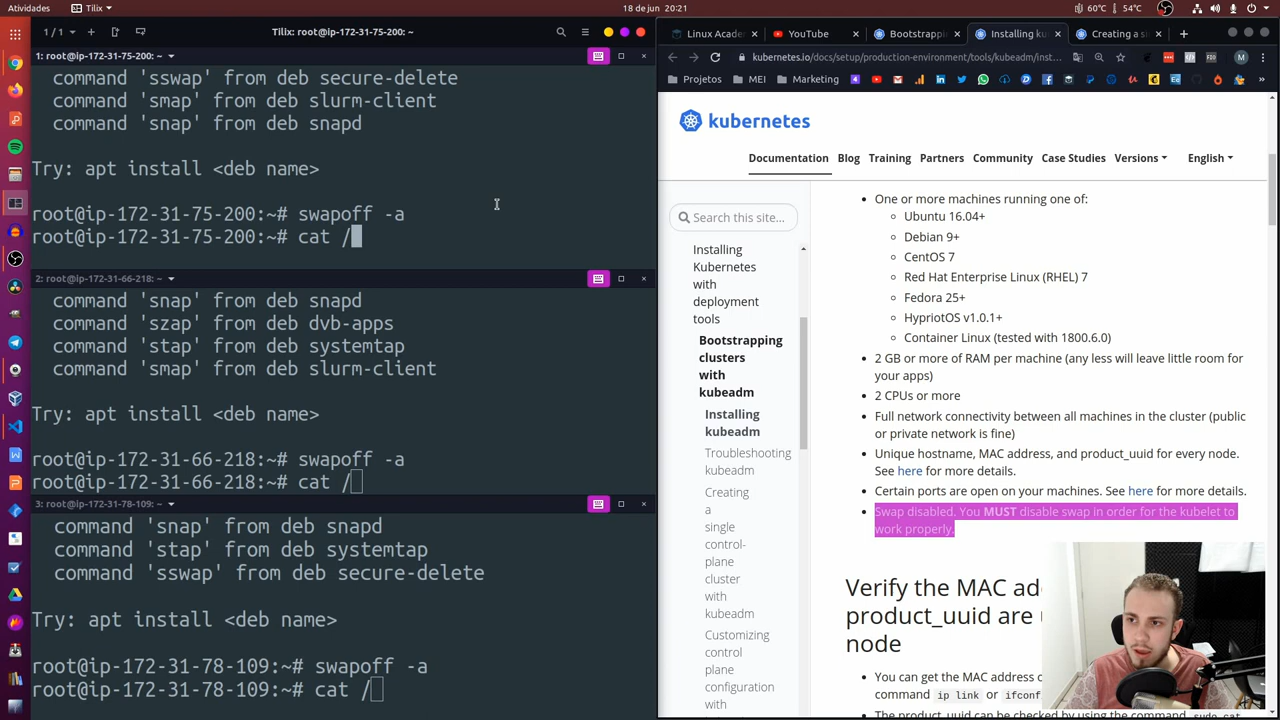 Atividades
Tilix
18 de jun 20:21
60°C
54°C
1 / 1
Tilix: root@ip-172-31-75-200: ~
1: root@ip-172-31-75-200: ~
command 'sswap' from deb secure-delete
command 'smap' from deb slurm-client
command 'snap' from deb snapd
Try: apt install <deb name>
root@ip-172-31-75-200:~# swapoff -a
root@ip-172-31-75-200:~# cat /
2: root@ip-172-31-66-218: ~
command 'snap' from deb snapd
command 'szap' from deb dvb-apps
command 'stap' from deb systemtap
command 'smap' from deb slurm-client
Try: apt install <deb name>
root@ip-172-31-66-218:~# swapoff -a
root@ip-172-31-66-218:~# cat /
3: root@ip-172-31-78-109: ~
command 'snap' from deb snapd
command 'stap' from deb systemtap
command 'sswap' from deb secure-delete
Try: apt install <deb name>
root@ip-172-31-78-109:~# swapoff -a
root@ip-172-31-78-109:~# cat /
Linux Acade
YouTube
Bootstrappi
Installing ku
Creating a si
kubernetes.io/docs/setup/production-environment/tools/kubeadm/inst...
Projetos
MEI
Marketing
kubernetes
Documentation Blog Training Partners Community Case Studies Versions English
Search this site...
Installing
Kubernetes
with
deployment
tools
Bootstrapping
clusters
with
kubeadm
Installing
kubeadm
Troubleshooting
kubeadm
Creating
a
single
control-
plane
cluster
with
kubeadm
Customizing
control
plane
configuration
with
One or more machines running one of:
Ubuntu 16.04+
Debian 9+
CentOS 7
Red Hat Enterprise Linux (RHEL) 7
Fedora 25+
HypriotOS v1.0.1+
Container Linux (tested with 1800.6.0)
2 GB or more of RAM per machine (any less will leave little room for
your apps)
2 CPUs or more
Full network connectivity between all machines in the cluster (public
or private network is fine)
Unique hostname, MAC address, and product_uuid for every node.
See here for more details.
Certain ports are open on your machines. See here for more details.
Swap disabled. You MUST disable swap in order for the kubelet to
work properly.
Verify the MAC ad
product_uuid are u
node
You can get the MAC address o
command ip link or ifconf
The product_uuid can be checked by using the command sudo cat